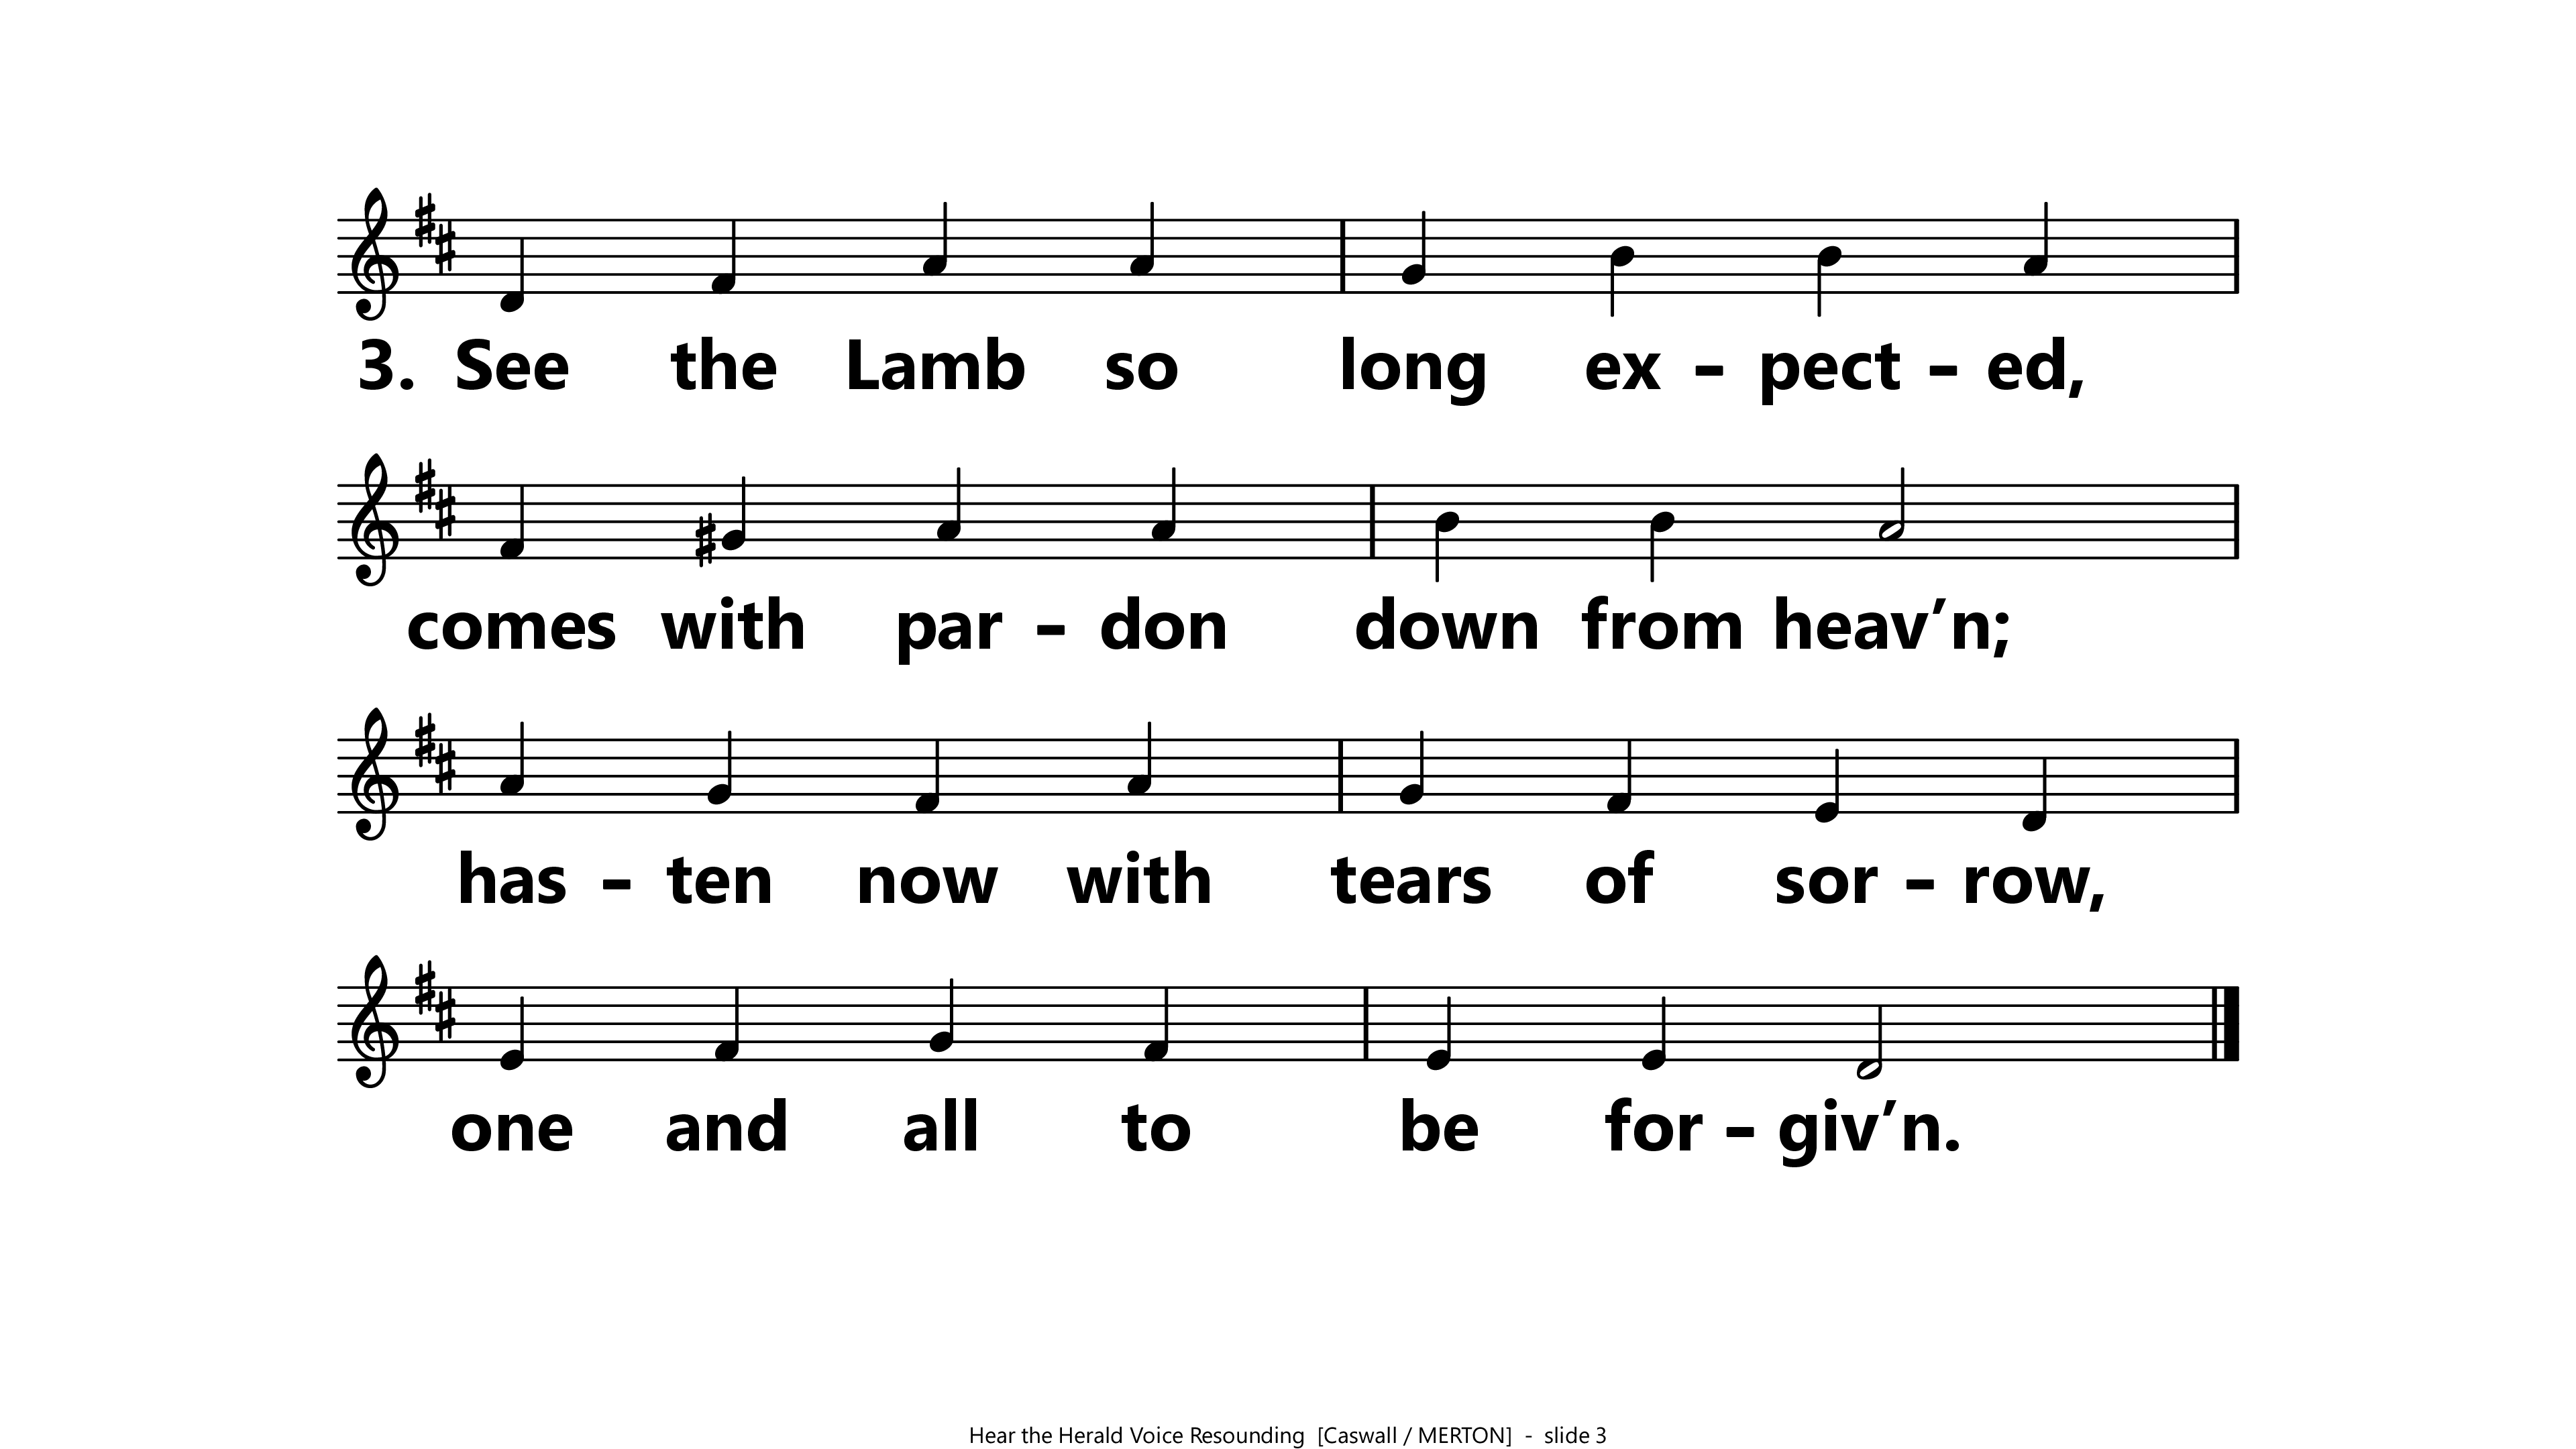 3. See the Lamb so long ex - pect - ed,
comes with par - don down from heav’n;
has - ten now with tears of sor - row,
one and all to be for - giv’n.
Hear the Herald Voice Resounding [Caswall / MERTON] - slide 3